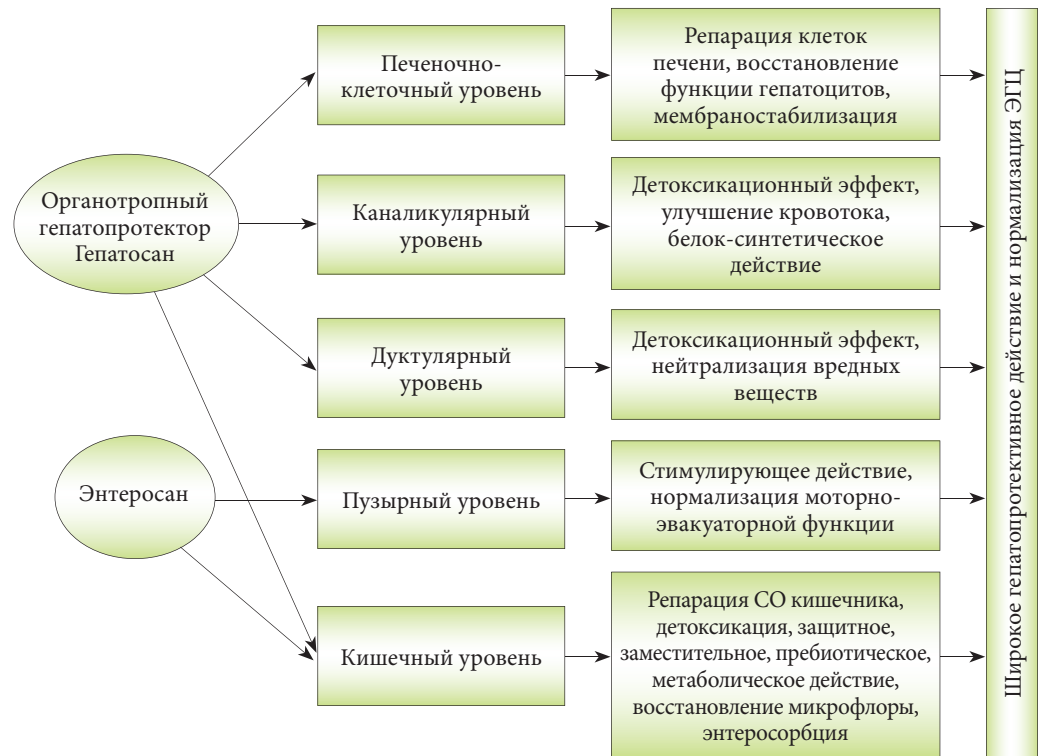 Органотропный
гепатопротектор
Гепатосан
Энтеросан
Печеночно-
клеточный уровень
Каналикулярный
уровень
Дуктулярный
уровень
Пузырный уровень
Кишечный уровень
Репарация клеток
печени, восстановление
функции гепатоцитов,
мембраностабилизация
Детоксикационный эффект,
улучшение кровотока,
белок-синтетическое
действие
Детоксикационный эффект,
нейтрализация вредных
веществ
Стимулирующее действие,
нормализация моторно-
эвакуаторной функции
Репарация СО кишечника,
детоксикация, защитное,
заместительное, пребиотическое,
метаболическое действие,
восстановление микрофлоры,
энтеросорбция
Широкое гепатопротективное действие и нормализация ЭГЦ